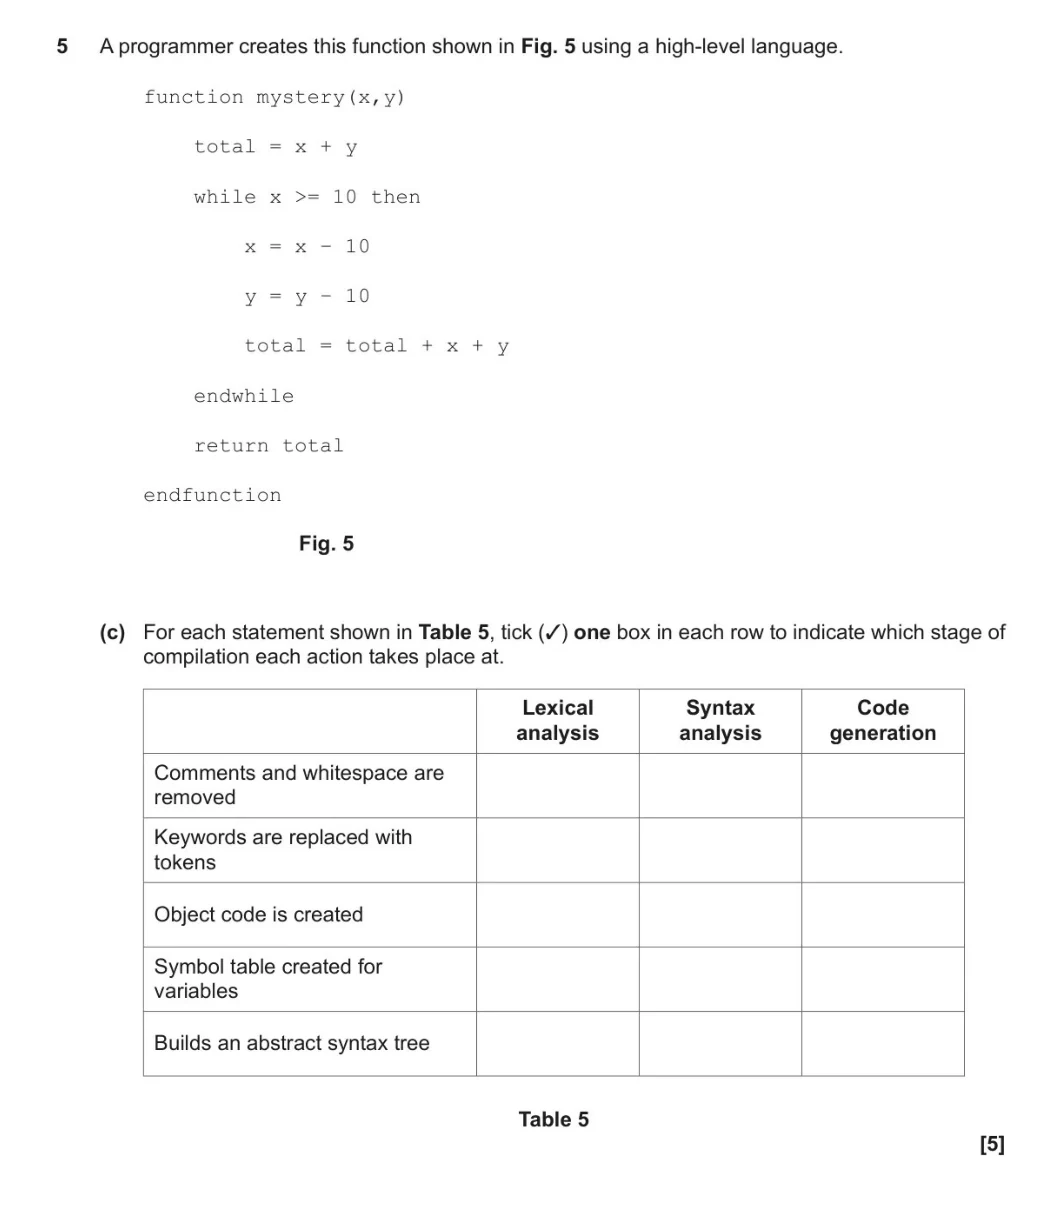 5 A programmer creates this function shown in Fig. 5 using a high-level language.
function mystery(x,y)
total = x + y
while x >= 10 then
x = x - 10
y = y - 10
total = total + x + y
endwhile
return total
endfunction
Fig. 5
(c) For each statement shown in Table 5, tick (✓) one box in each row to indicate which stage of
compilation each action takes place at.
Lexical
analysis
Syntax
analysis
Code
generation
Comments and whitespace are
removed
Keywords are replaced with
tokens
Object code is created
Symbol table created for
variables
Builds an abstract syntax tree
Table 5
[5]